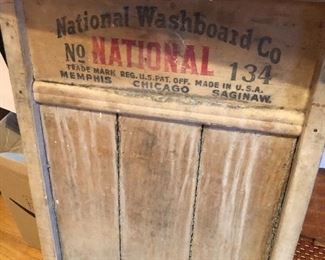 National Washboard Co
No NATIONAL 134
TRADE MARK REG. U.S. PAT. OFF. MADE IN U.S.A.
MEMPHIS CHICAGO SAGINAW.